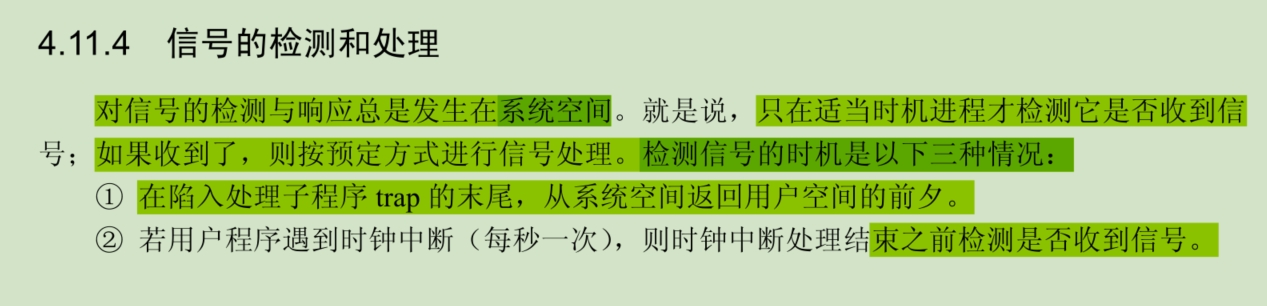 4.11.4 信号的检测和处理
对信号的检测与响应总是发生在系统空间。就是说，只在适当时机进程才检测它是否收到信
号；如果收到了，则按预定方式进行信号处理。检测信号的时机是以下三种情况：
① 在陷入处理子程序 trap 的末尾，从系统空间返回用户空间的前夕。
② 若用户程序遇到时钟中断（每秒一次），则时钟中断处理结束之前检测是否收到信号。